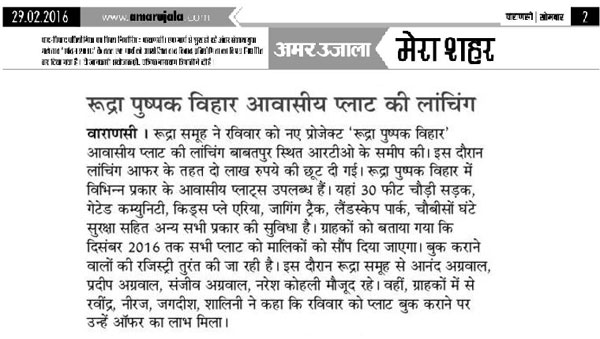 29.02.2016
www.amarujala.com
वाराणसी | सोमवार
2
अमर उजाला
मेरा शहर
रूद्रा पुष्पक विहार आवासीय प्लाट की लांचिंग
वाराणसी । रूद्रा समूह ने रविवार को नए प्रोजेक्ट ‘रूद्रा पुष्पक विहार’
आवासीय प्लाट की लांचिंग बाबतपुर स्थित आरटीओ के समीप की। इस दौरान
लांचिंग आफर के तहत दो लाख रुपये की छूट दी गई। रूद्रा पुष्पक विहार में
विभिन्न प्रकार के आवासीय प्लाट्स उपलब्ध हैं। यहां 30 फीट चौड़ी सड़क,
गेटेड कम्युनिटी, किड्स प्ले एरिया, जागिंग ट्रैक, लैंडस्केप पार्क, चौबीसों घंटे
सुरक्षा सहित अन्य सभी प्रकार की सुविधा है। ग्राहकों को बताया गया कि
दिसंबर 2016 तक सभी प्लाट को मालिकों को सौंप दिया जाएगा। बुक कराने
वालों की रजिस्ट्री तुरंत की जा रही है। इस दौरान रूद्रा समूह से आनंद अग्रवाल,
प्रदीप अग्रवाल, संजीव अग्रवाल, नरेश कोहली मौजूद रहे। वहीं, ग्राहकों में से
रवींद्र, नीरज, जगदीश, शालिनी ने कहा कि रविवार को प्लाट बुक कराने पर
उन्हें ऑफर का लाभ मिला।